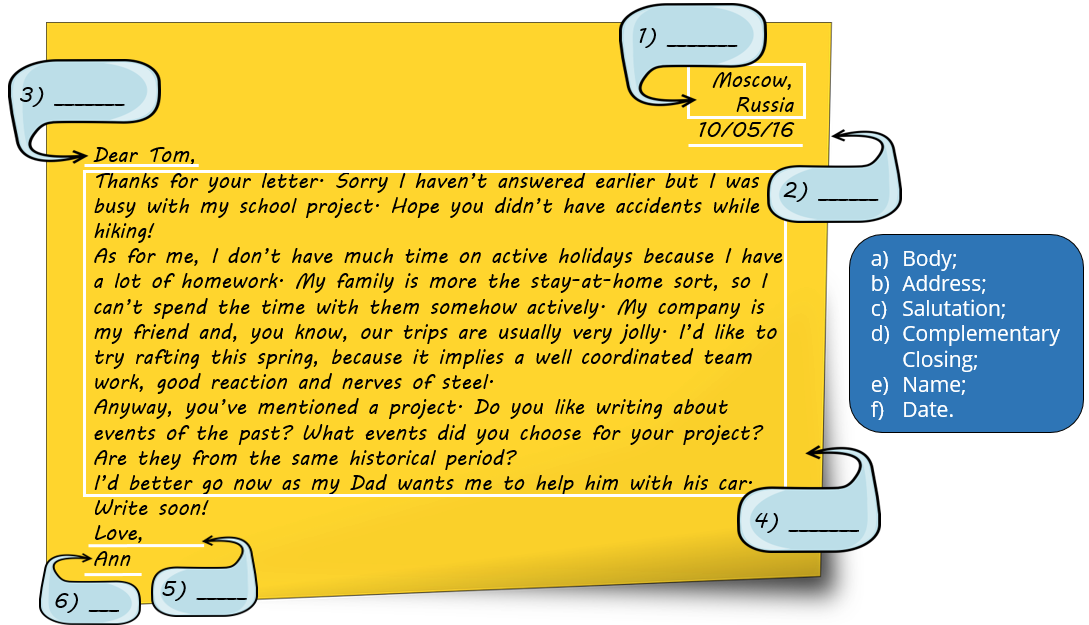 1) _______
3) _______
Moscow,
Russia
10/05/16
Dear Tom,
Thanks for your letter. Sorry I haven't answered earlier but I was
busy with my school project. Hope you didn't have accidents while
hiking!
As for me, I don't have much time on active holidays because I have
a lot of homework. My family is more the stay-at-home sort, so I
can't spend the time with them somehow actively. My company is
my friend and, you know, our trips are usually very jolly. I'd like to
try rafting this spring, because it implies a well coordinated team
work, good reaction and nerves of steel.
Anyway, you've mentioned a project. Do you like writing about
events of the past? What events did you choose for your project?
Are they from the same historical period?
I'd better go now as my Dad wants me to help him with his car.
Write soon!
Love,
Ann
2) ______
4) _______
5) _____
6) ___
a) Body;
b) Address;
c) Salutation;
d) Complementary
Closing;
e) Name;
f) Date.